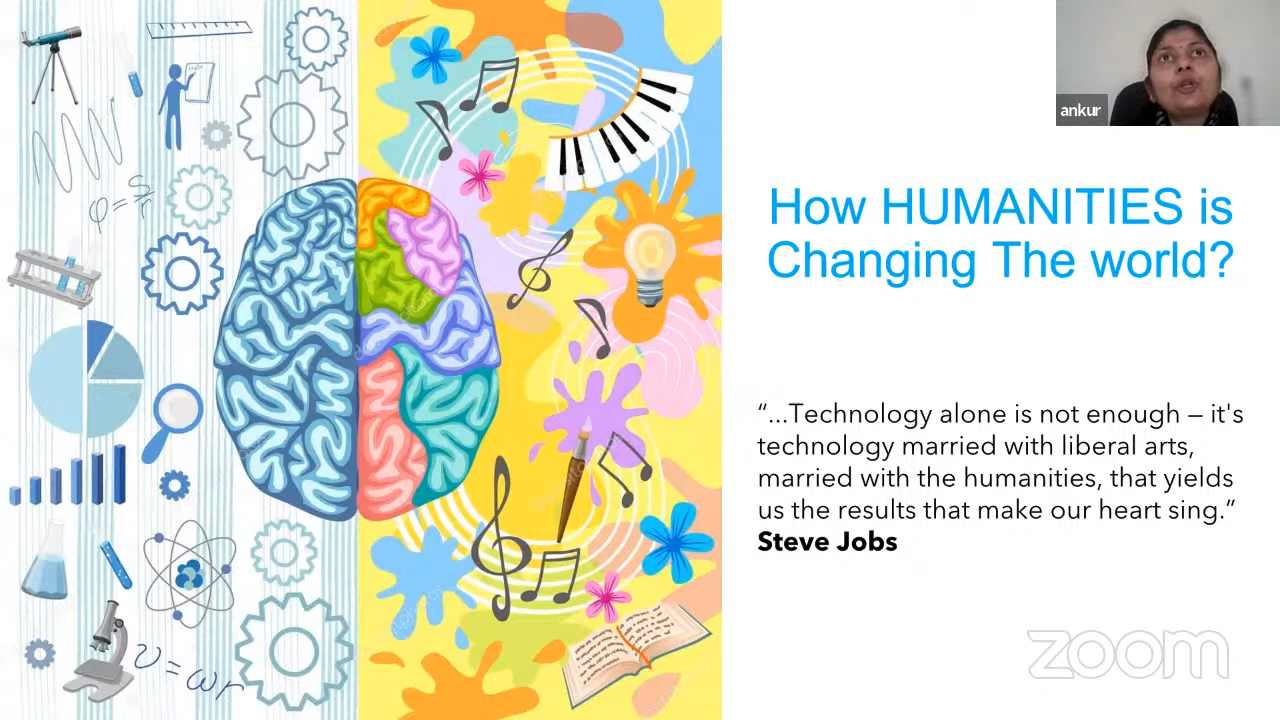 ankur
How HUMANITIES is
Changing The world?
“...Technology alone is not enough – it's
technology married with liberal arts,
married with the humanities, that yields
us the results that make our heart sing.”
Steve Jobs
zoom
φ = S/r
v = ωr